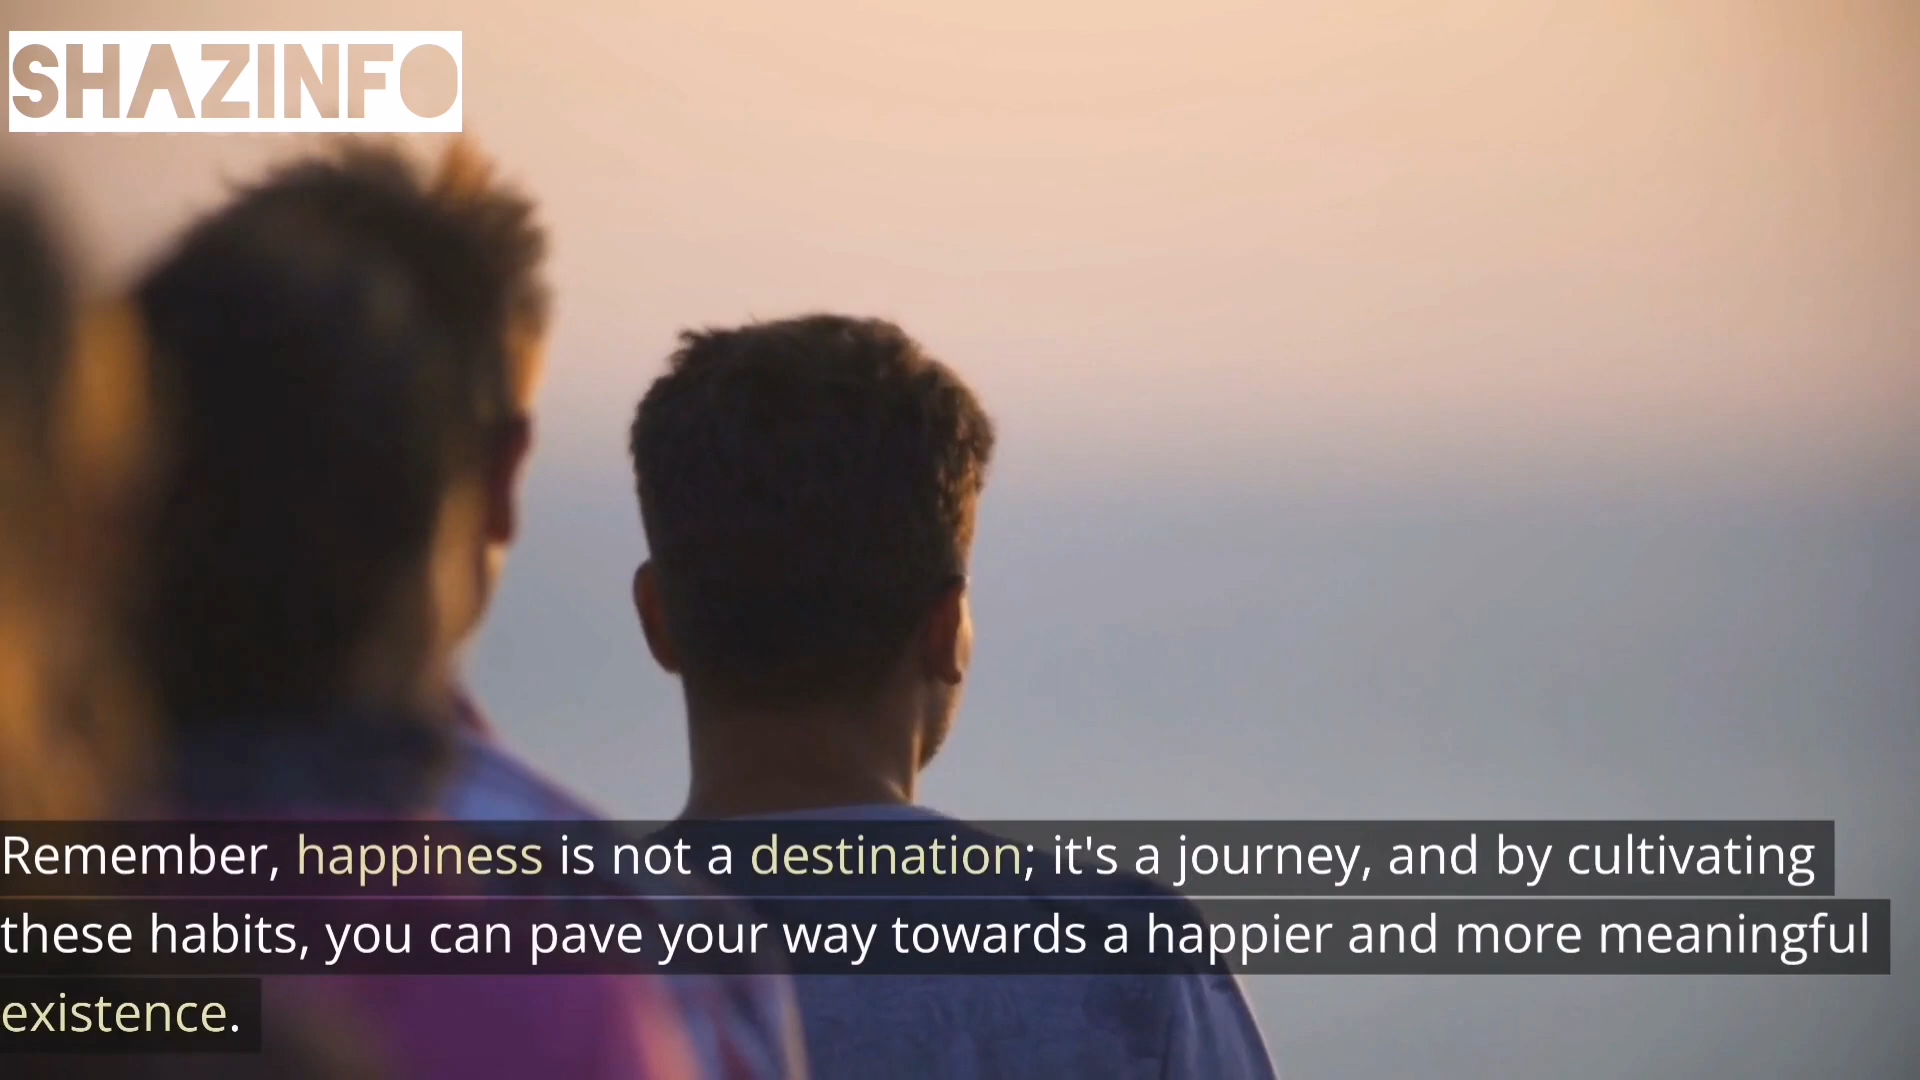 SHAZINFO
Remember, happiness is not a destination; it's a journey, and by cultivating
these habits, you can pave your way towards a happier and more meaningful
existence.